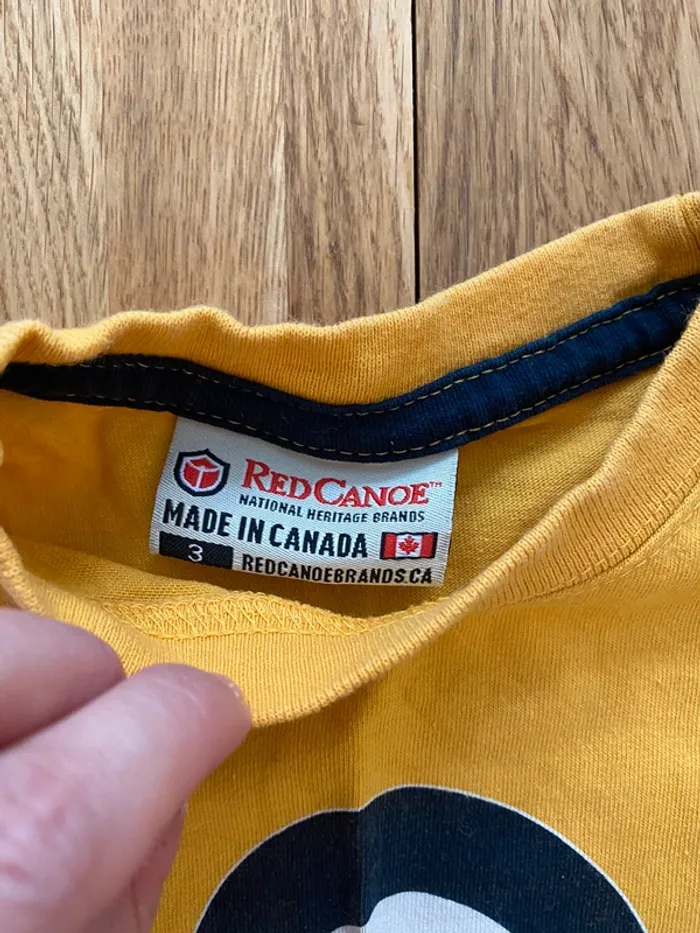 REDCANOE™
NATIONAL HERITAGE BRANDS
MADE IN CANADA
3
REDCANOEBRANDS.CA